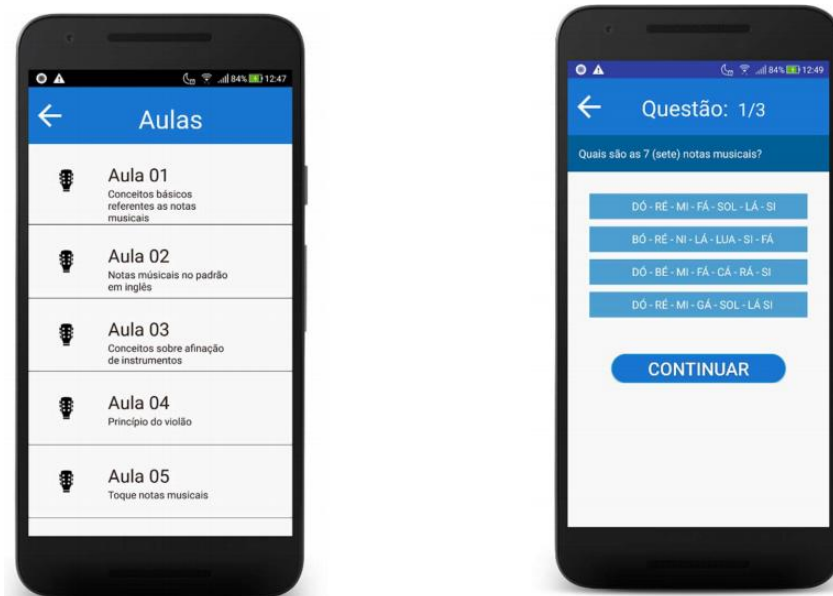 84% 12:47
Aulas
Aula 01
Conceitos básicos
referentes as notas
musicais
Aula 02
Notas músicais no padrão
em inglês
Aula 03
Conceitos sobre afinação
de instrumentos
Aula 04
Princípio do violão
Aula 05
Toque notas musicais
84% 12:49
Questão: 1/3
Quais são as 7 (sete) notas musicais?
DÓ - RÉ - MI - FÁ - SOL - LÁ - SI
BÓ - RÉ - NI - LÁ - LUA - SI - FÁ
DÓ - BÉ - MI - FÁ - CÁ - RÁ - SI
DÓ - RÉ - MI - GÁ - SOL - LÁ SI
CONTINUAR